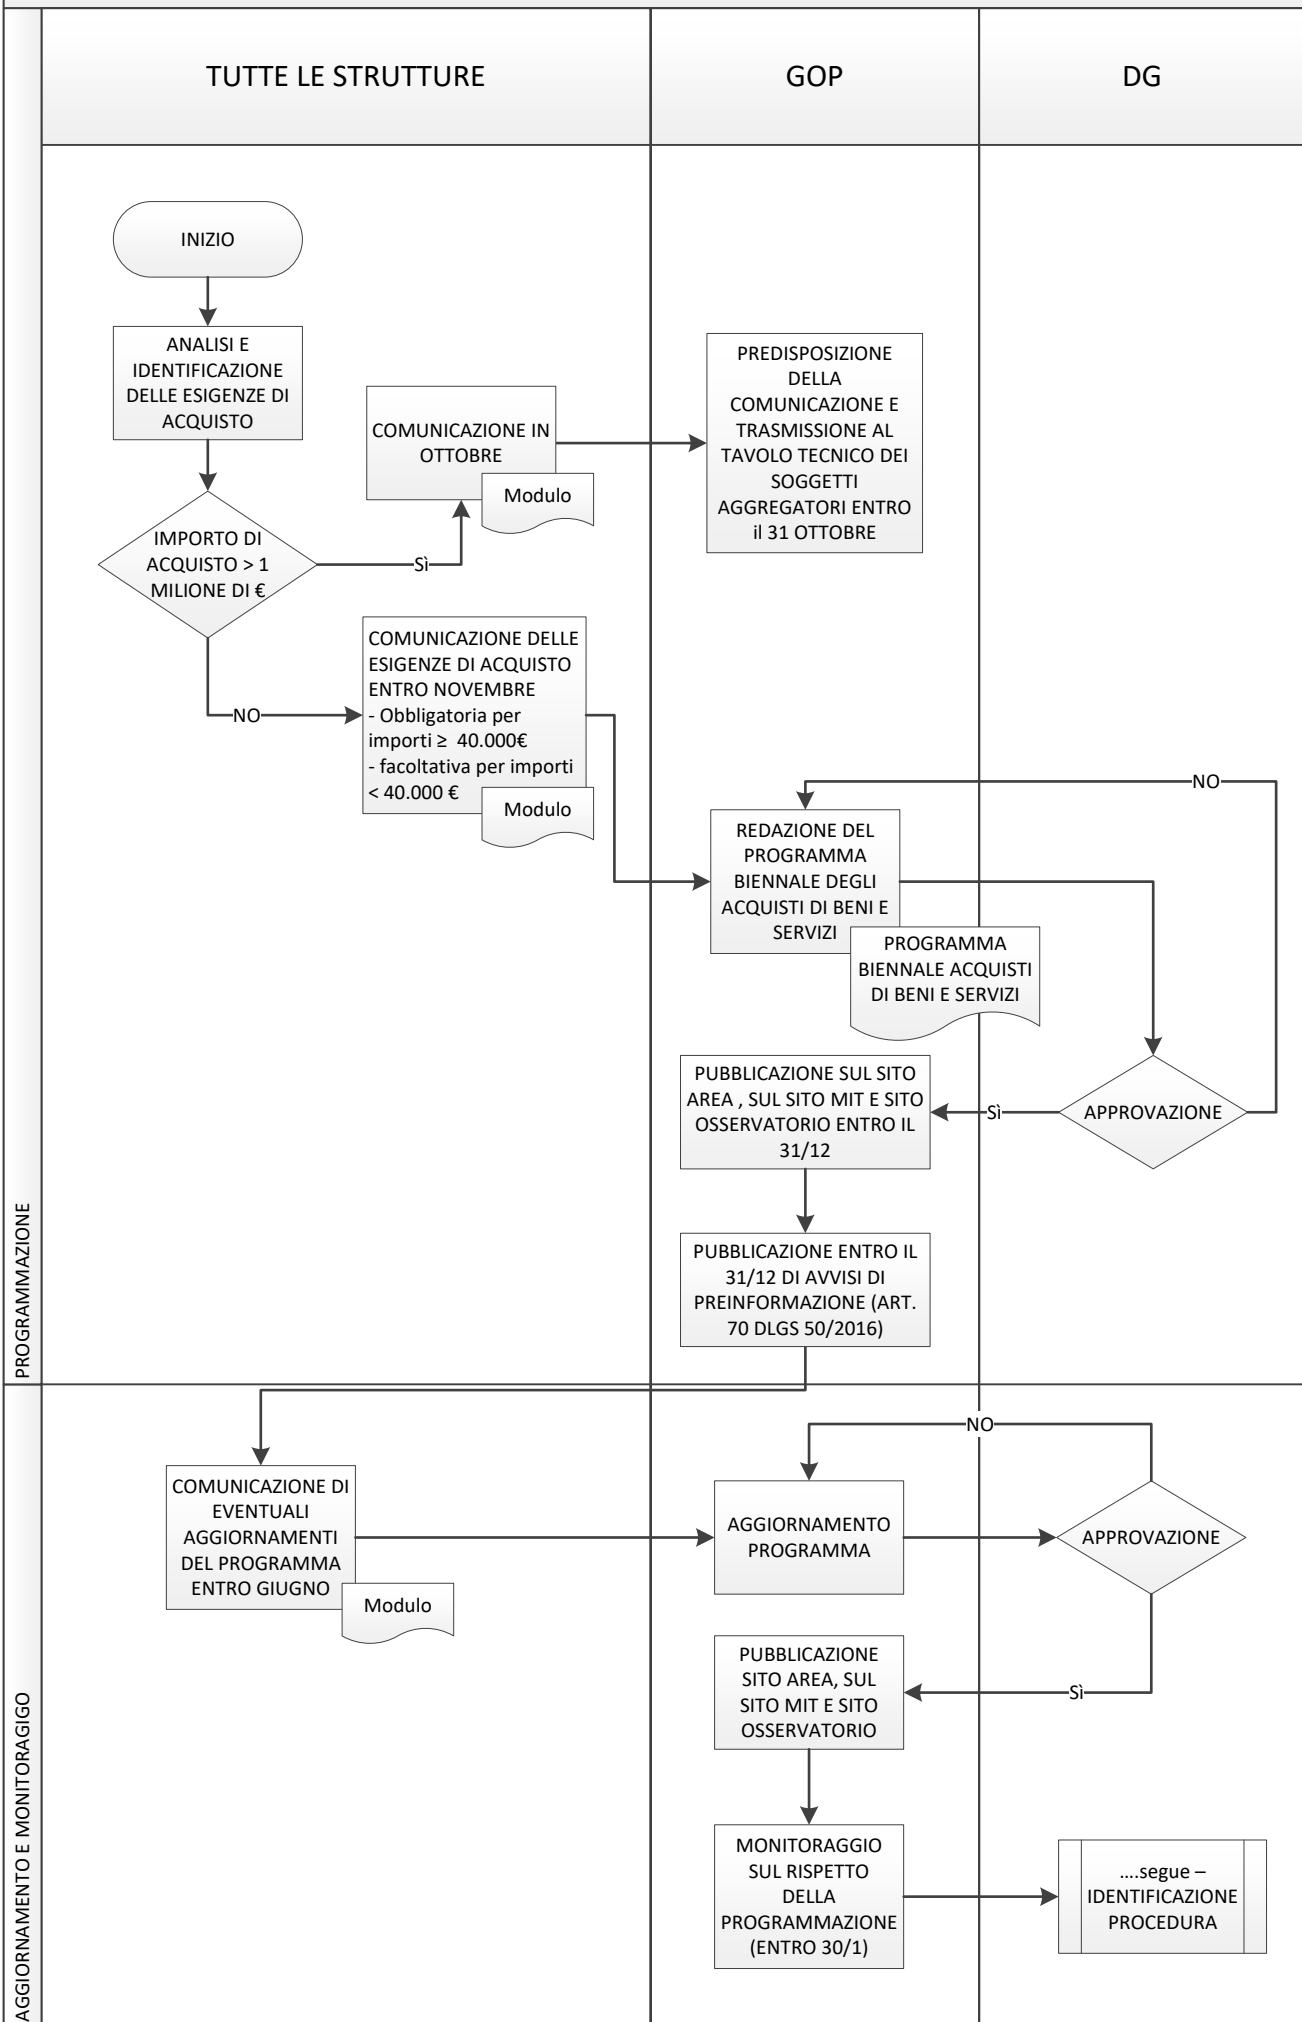 TUTTE LE STRUTTURE
GOP
DG
PROGRAMMAZIONE
INIZIO
ANALISI E
IDENTIFICAZIONE
DELLE ESIGENZE DI
ACQUISTO
COMUNICAZIONE IN
OTTOBRE
Modulo
PREDISPOSIZIONE
DELLA
COMUNICAZIONE E
TRASMISSIONE AL
TAVOLO TECNICO DEI
SOGGETTI
AGGREGATORI ENTRO
il 31 OTTOBRE
IMPORTO DI
ACQUISTO > 1
MILIONE DI €
Sì
NO
COMUNICAZIONE DELLE
ESIGENZE DI ACQUISTO
ENTRO NOVEMBRE
- Obbligatoria per
importi ≥ 40.000€
- facoltativa per importi
< 40.000 €
Modulo
NO
REDAZIONE DEL
PROGRAMMA
BIENNALE DEGLI
ACQUISTI DI BENI E
SERVIZI
PROGRAMMA
BIENNALE ACQUISTI
DI BENI E SERVIZI
PUBBLICAZIONE SUL SITO
AREA , SUL SITO MIT E SITO
OSSERVATORIO ENTRO IL
31/12
Sì
APPROVAZIONE
PUBBLICAZIONE ENTRO IL
31/12 DI AVVISI DI
PREINFORMAZIONE (ART.
70 DLGS 50/2016)
AGGIORNAMENTO E MONITORAGIGO
NO
COMUNICAZIONE DI
EVENTUALI
AGGIORNAMENTI
DEL PROGRAMMA
ENTRO GIUGNO
Modulo
AGGIORNAMENTO
PROGRAMMA
APPROVAZIONE
PUBBLICAZIONE
SITO AREA, SUL
SITO MIT E SITO
OSSERVATORIO
Sì
MONITORAGGIO
SUL RISPETTO
DELLA
PROGRAMMAZIONE
(ENTRO 30/1)
....segue –
IDENTIFICAZIONE
PROCEDURA